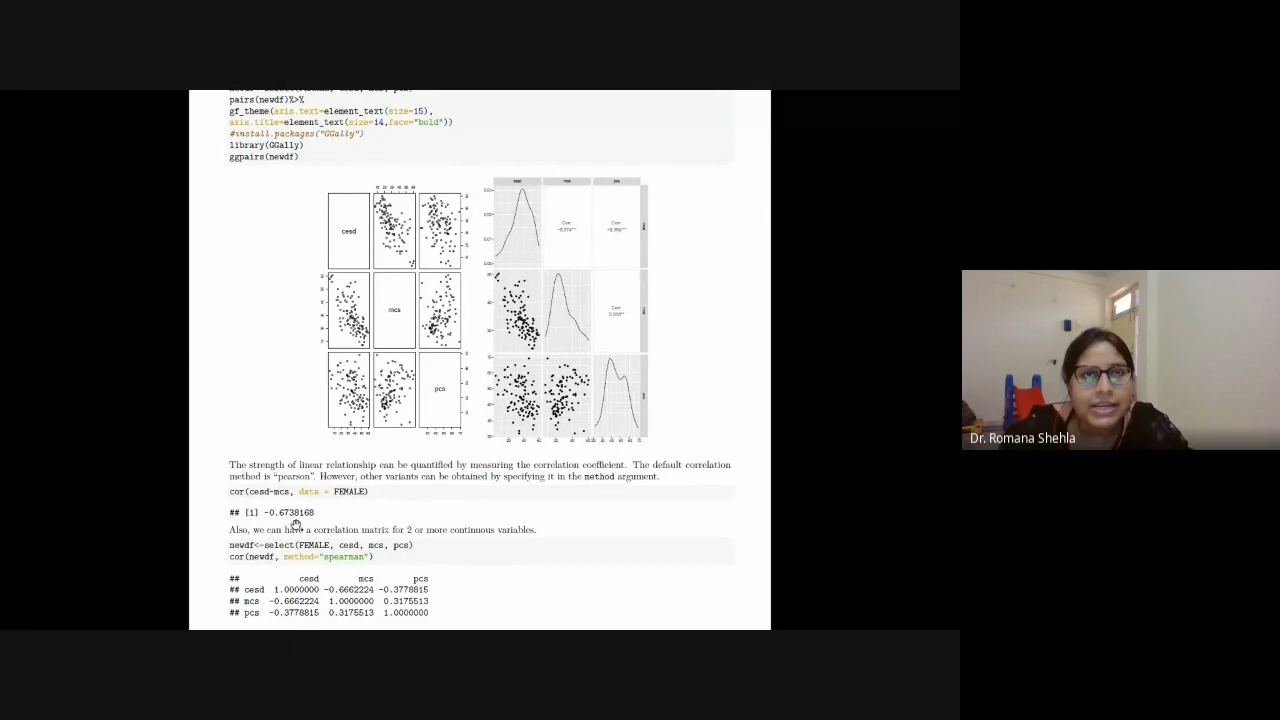 pairs(newdf)%>%
gf_theme(axis.text=element_text(size=15),
axis.title=element_text(size=14,face="bold"))
#install.packages("GGally")
library(GGally)
ggpairs(newdf)
cesd
mcs
pcs
cesd mcs pcs
Corr:
Corr:
Corr:
The strength of linear relationship can be quantified by measuring the correlation coefficient. The default correlation
method is "pearson". However, other variants can be obtained by specifying it in the method argument.
cor(cesd~mcs, data = FEMALE)
## [1] -0.6738168
Also, we can have a correlation matrix for 2 or more continuous variables.
newdf<-select(FEMALE, cesd, mcs, pcs)
cor(newdf, method="spearman")
## cesd mcs pcs
## cesd 1.0000000 -0.6662224 -0.3778815
## mcs -0.6662224 1.0000000 0.3175513
## pcs -0.3778815 0.3175513 1.0000000
Dr. Romana Shehla